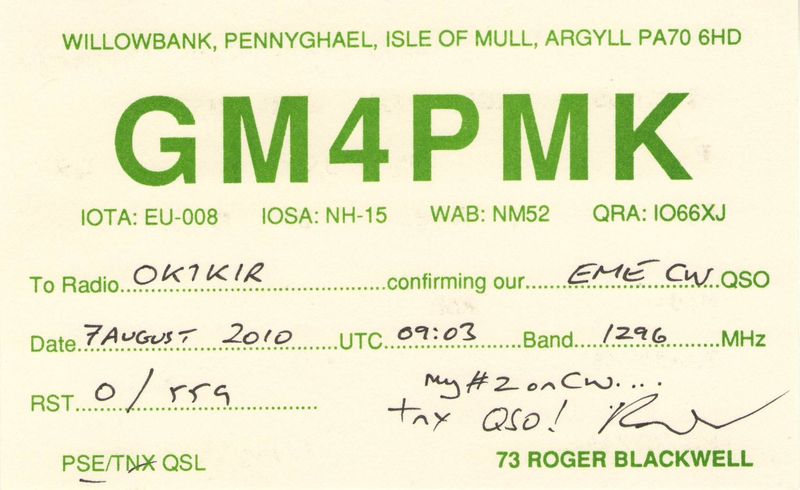 WILLOWBANK, PENNYGHAEL, ISLE OF MULL, ARGYLL PA70 6HD
GM4PMK
IOTA: EU-008 IOSA: NH-15 WAB: NM52 QRA: IO66XJ
To Radio OK1KIR confirming our EME CW QSO
Date 7 AUGUST 2010 UTC 09:03 Band 1296 MHz
RST O / 559 My #2 on CW....
tnx QSO!
PSE/TNX QSL 73 ROGER BLACKWELL